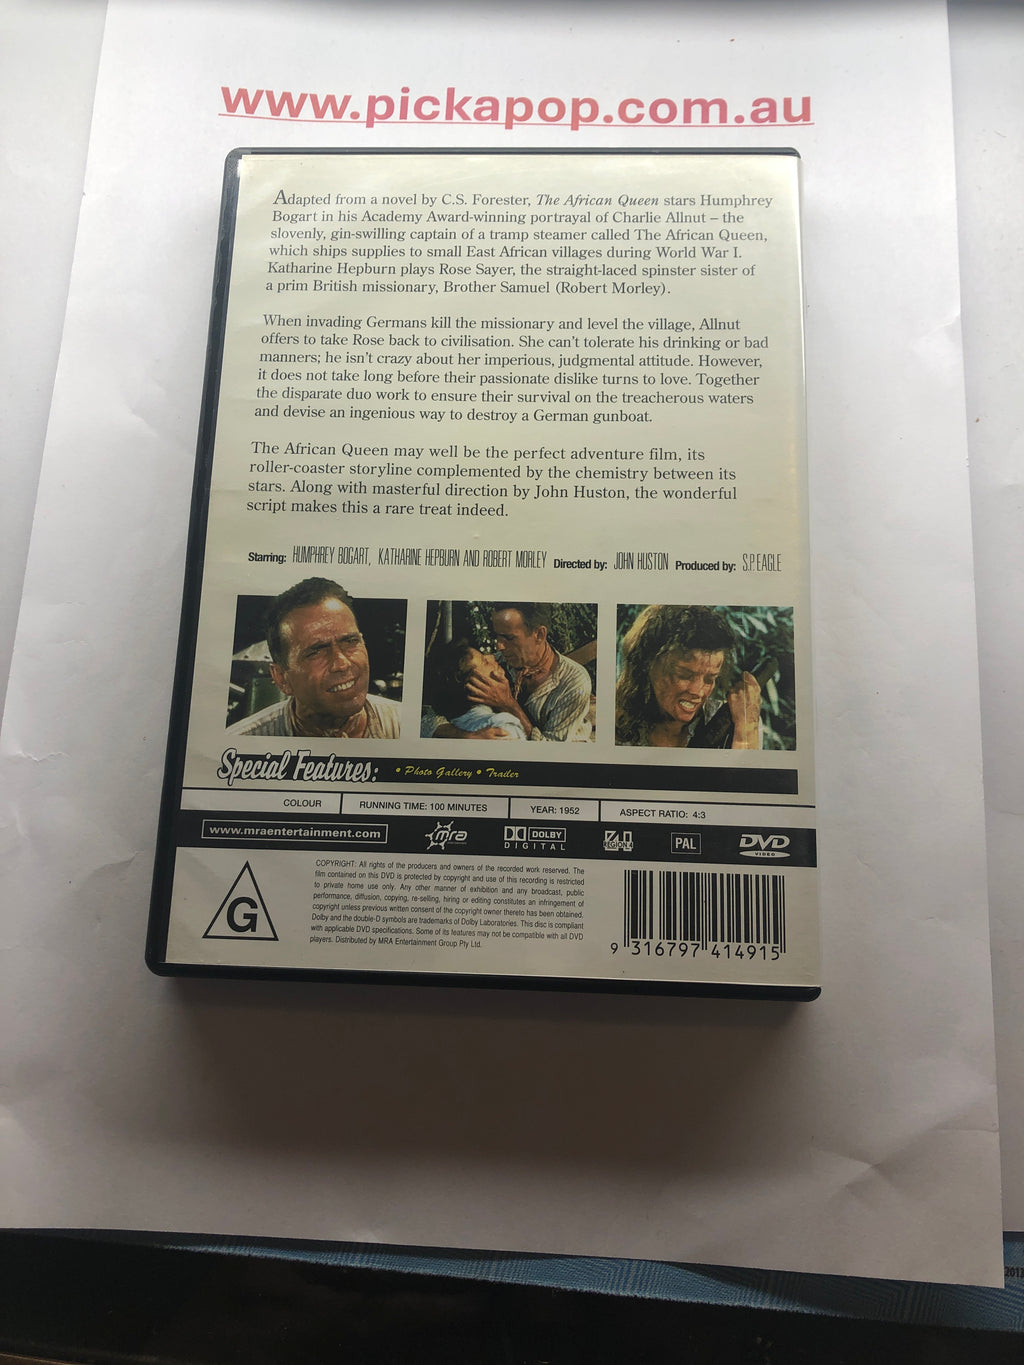 www.pickapop.com.au
Adapted from a novel by C.S. Forester, The African Queen stars Humphrey
Bogart in his Academy Award-winning portrayal of Charlie Allnut – the
slovenly, gin-swilling captain of a tramp steamer called The African Queen,
which ships supplies to small East African villages during World War I.
Katharine Hepburn plays Rose Sayer, the straight-laced spinster sister of
a prim British missionary, Brother Samuel (Robert Morley).
When invading Germans kill the missionary and level the village, Allnut
offers to take Rose back to civilisation. She can't tolerate his drinking or bad
manners; he isn't crazy about her imperious, judgmental attitude. However,
it does not take long before their passionate dislike turns to love. Together
the disparate duo work to ensure their survival on the treacherous waters
and devise an ingenious way to destroy a German gunboat.
The African Queen may well be the perfect adventure film, its
roller-coaster storyline complemented by the chemistry between its
stars. Along with masterful direction by John Huston, the wonderful
script makes this a rare treat indeed.
Starring: HUMPHREY BOGART, KATHARINE HEPBURN AND ROBERT MORLEY Directed by: JOHN HUSTON Produced by: S.P. EAGLE
Special Features: • Photo Gallery • Trailer
COLOUR RUNNING TIME: 100 MINUTES YEAR: 1952 ASPECT RATIO: 4:3
www.mraentertainment.com mra DOLBY DIGITAL REGION 4 PAL DVD VIDEO
G
COPYRIGHT: All rights of the producers and owners of the recorded work reserved. The
film contained on this DVD is protected by copyright and use of this recording is restricted
to private home use only. Any other manner of exhibition and any broadcast, public
performance, diffusion, copying, re-selling, hiring or editing constitutes an infringement of
copyright unless previous written consent of the copyright owner thereto has been obtained.
Dolby and the double-D symbols are trademarks of Dolby Laboratories. This disc is compliant
with applicable DVD specifications. Some of its features may not be compatible with all DVD
players. Distributed by MRA Entertainment Group Pty Ltd.
9 316797 414915
2017